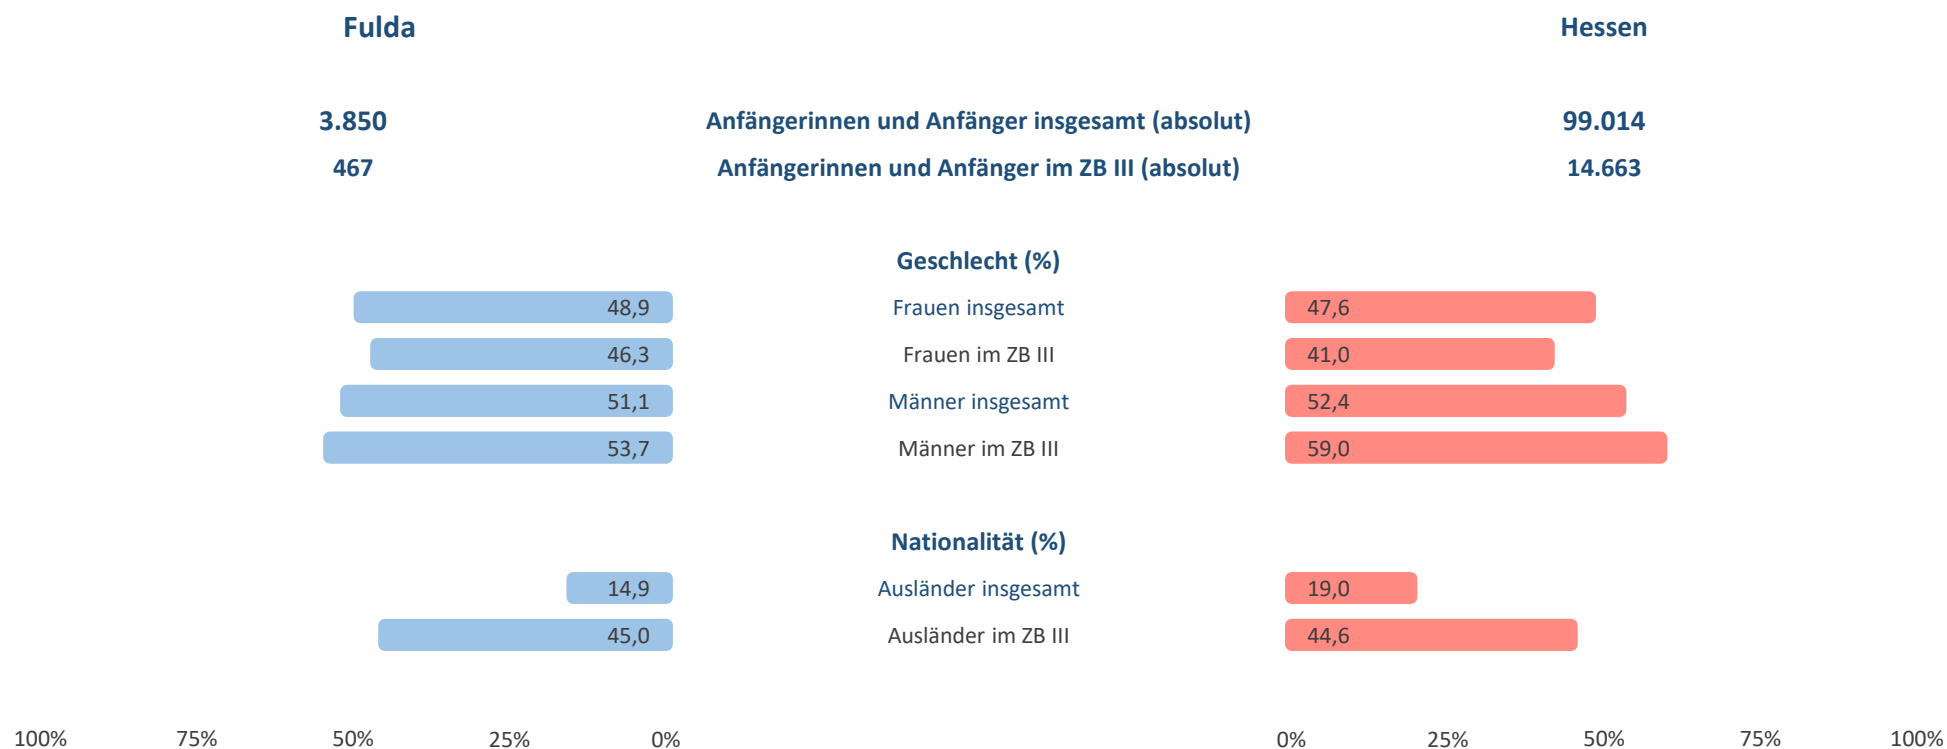 Fulda Hessen
3.850 Anfängerinnen und Anfänger insgesamt (absolut) 99.014
467 Anfängerinnen und Anfänger im ZB III (absolut) 14.663
Geschlecht (%)
48,9 Frauen insgesamt 47,6
46,3 Frauen im ZB III 41,0
51,1 Männer insgesamt 52,4
53,7 Männer im ZB III 59,0
Nationalität (%)
14,9 Ausländer insgesamt 19,0
45,0 Ausländer im ZB III 44,6
100% 75% 50% 25% 0% 0% 25% 50% 75% 100%